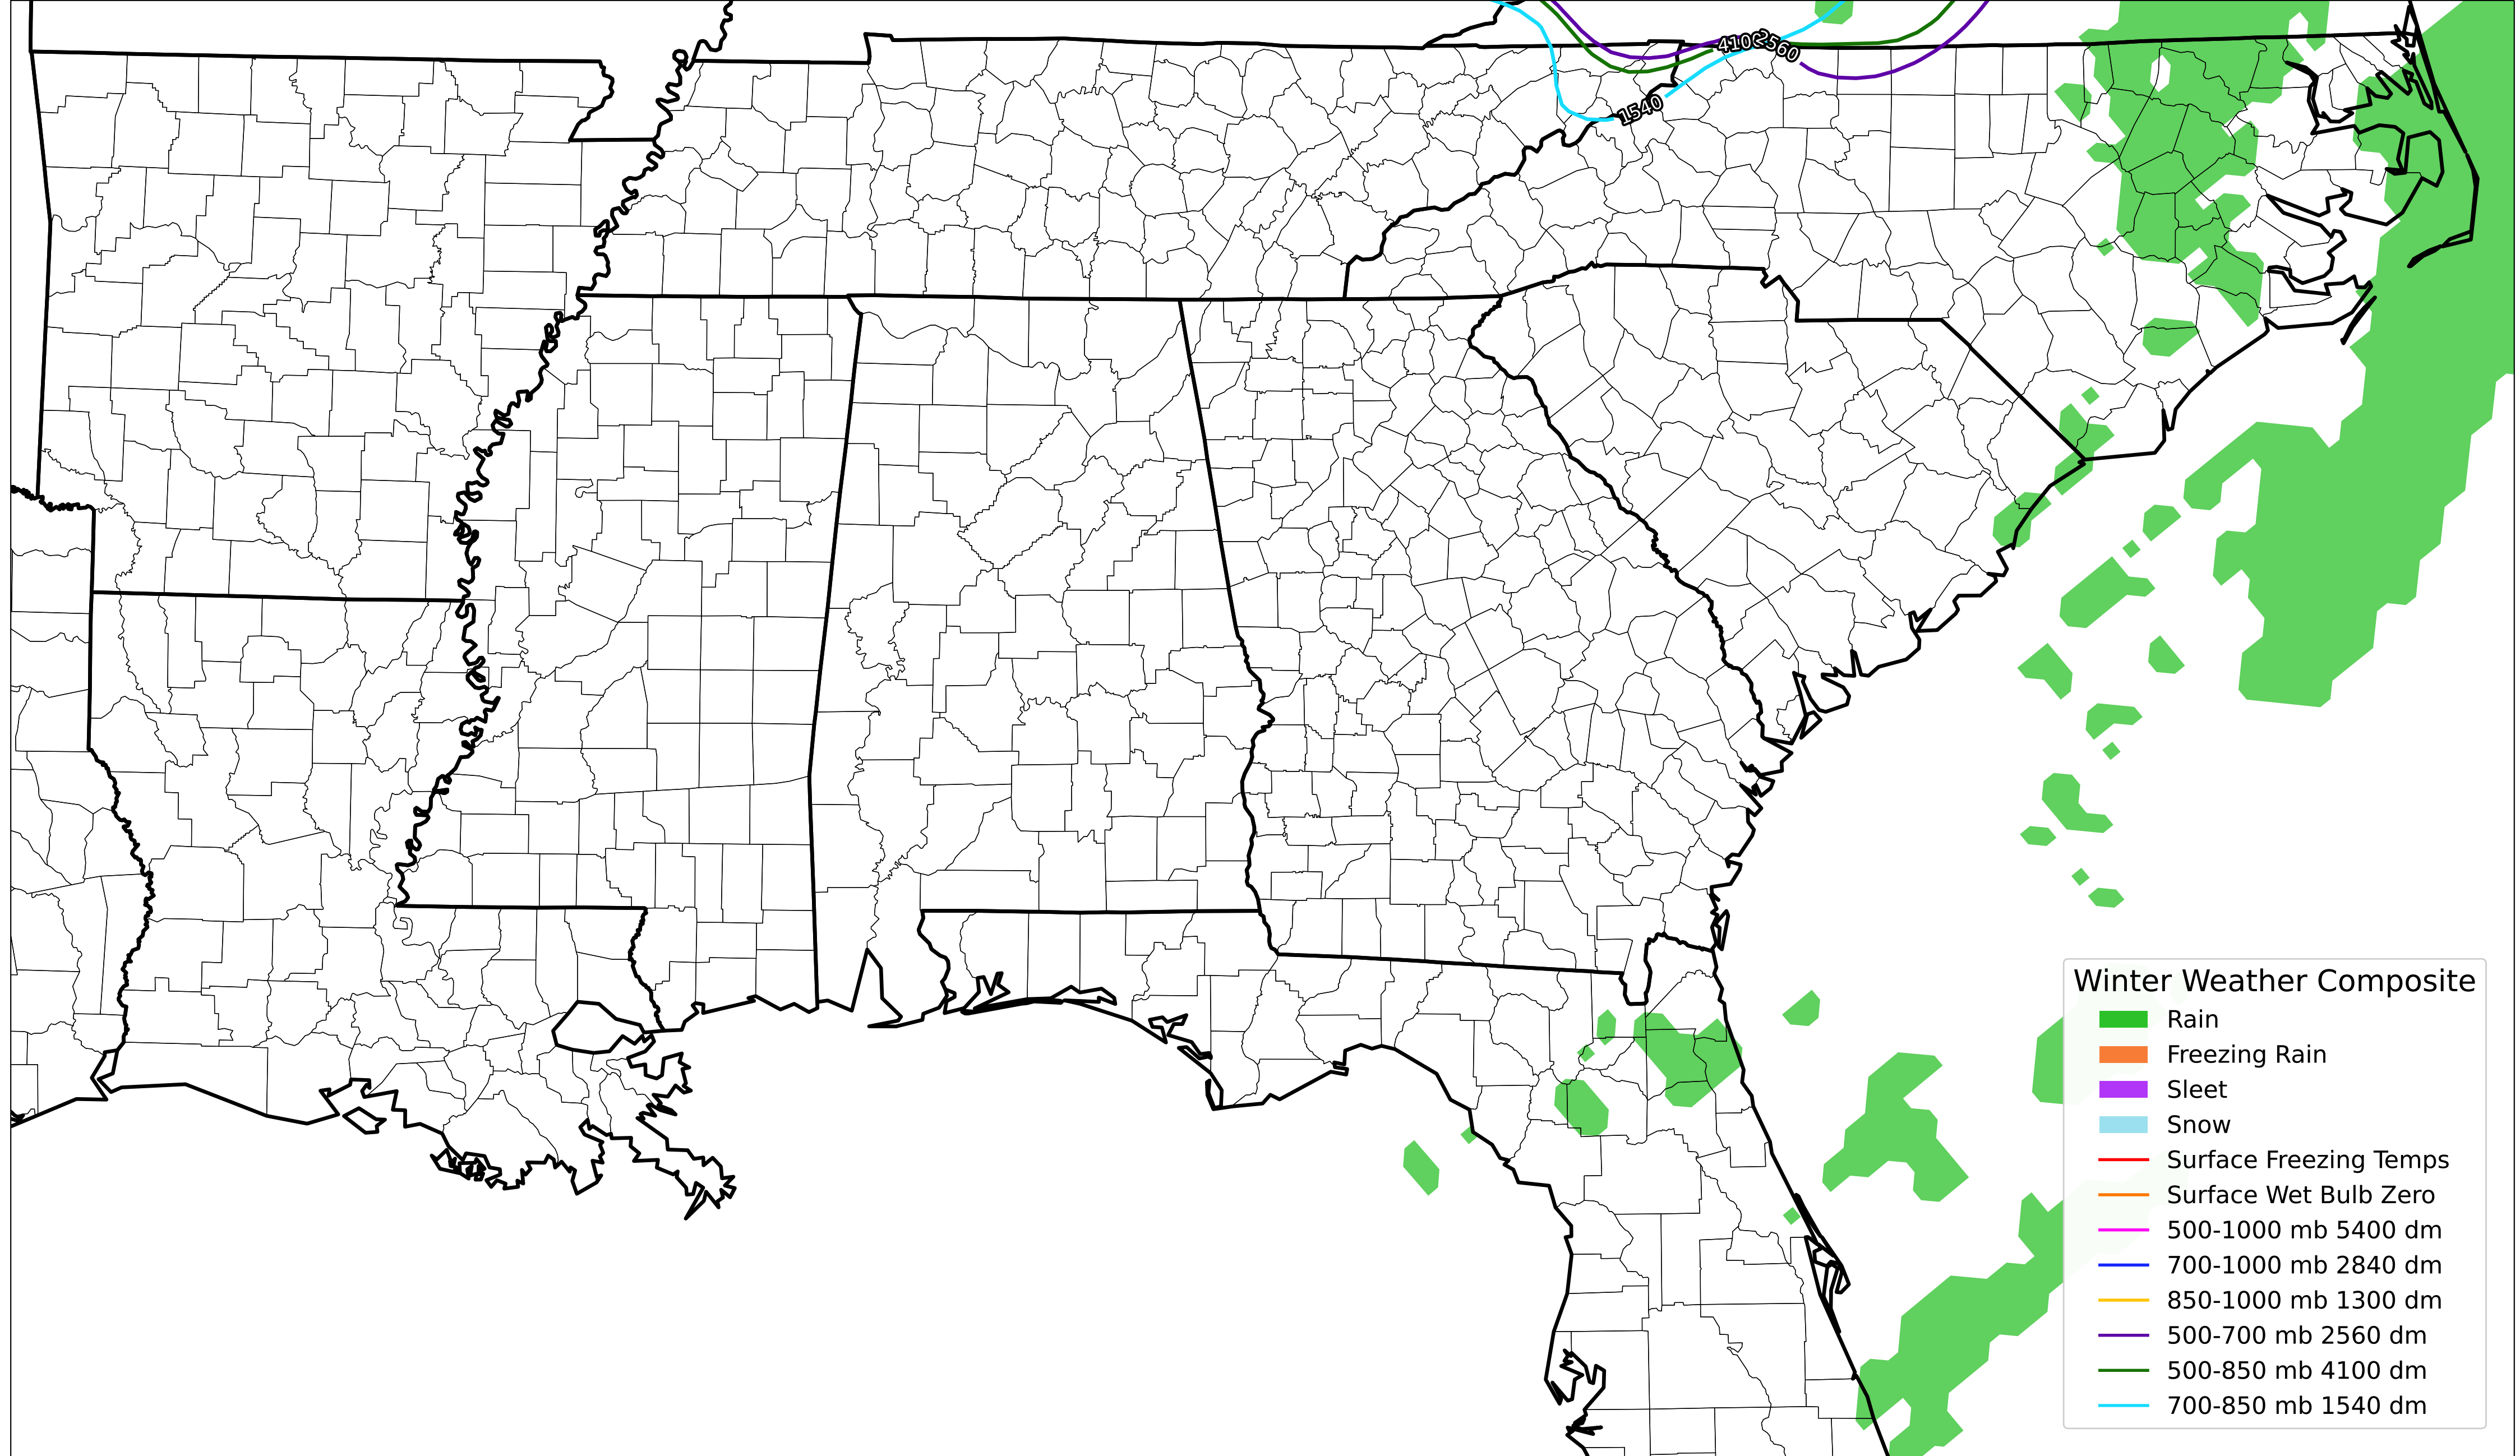 4100
2560
1540
Winter Weather Composite
Rain
Freezing Rain
Sleet
Snow
Surface Freezing Temps
Surface Wet Bulb Zero
500-1000 mb 5400 dm
700-1000 mb 2840 dm
850-1000 mb 1300 dm
500-700 mb 2560 dm
500-850 mb 4100 dm
700-850 mb 1540 dm